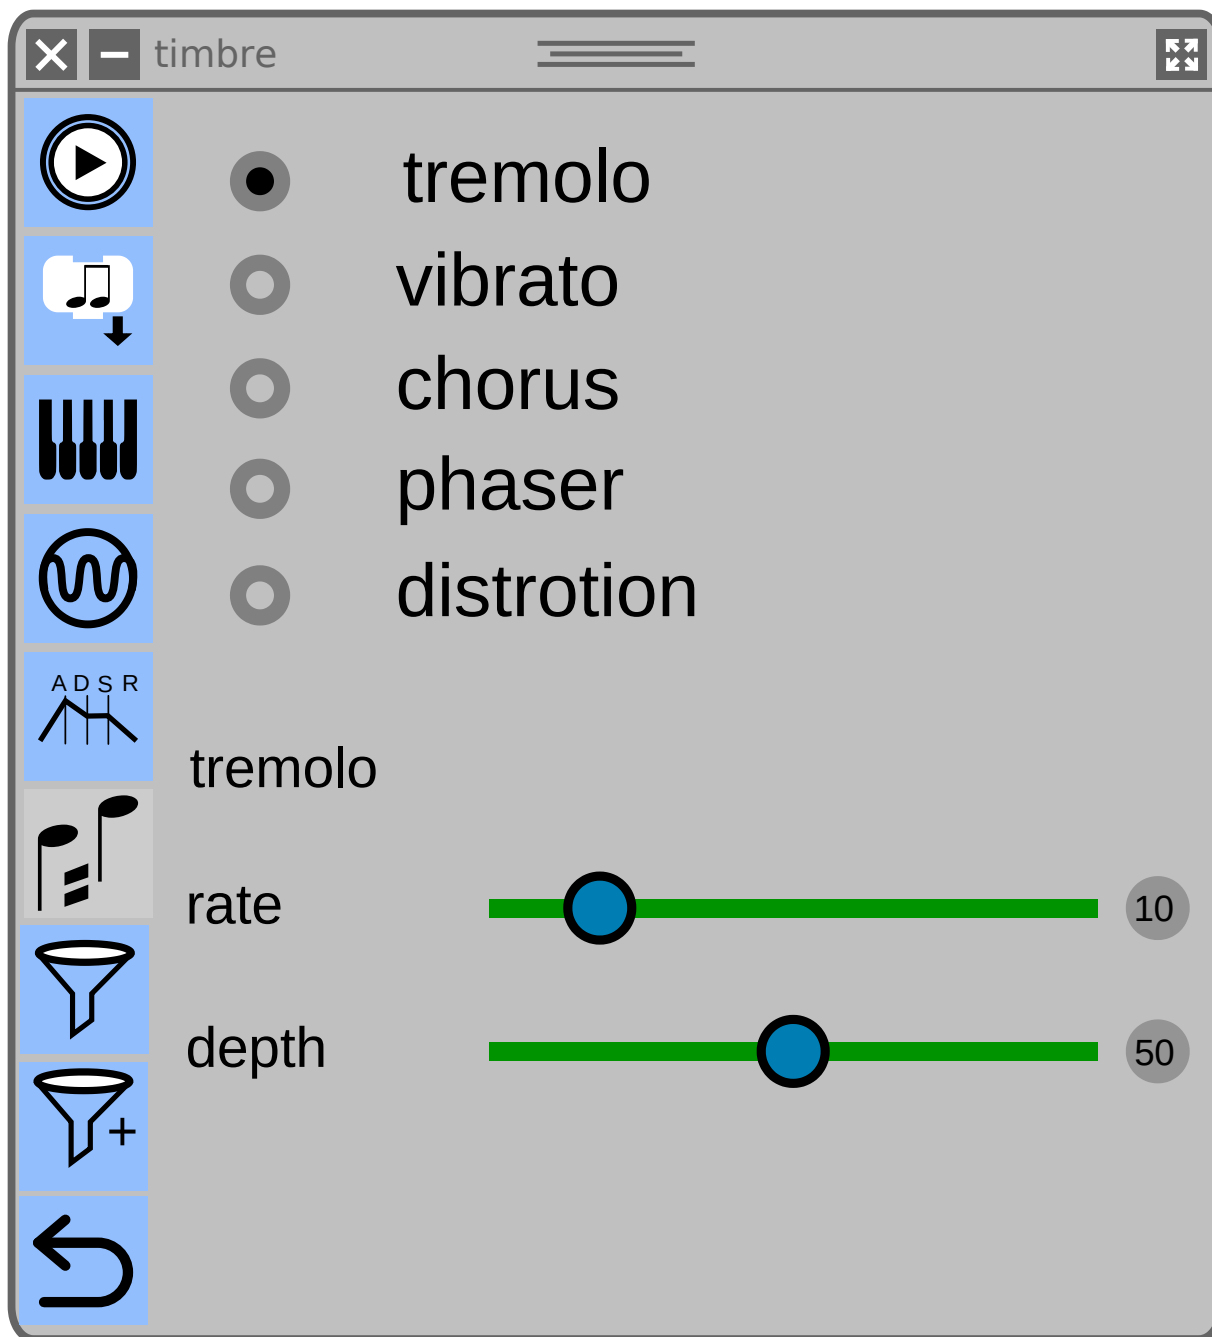 timbre
tremolo
vibrato
chorus
phaser
distrotion
A D S R
tremolo
rate
10
depth
50
+